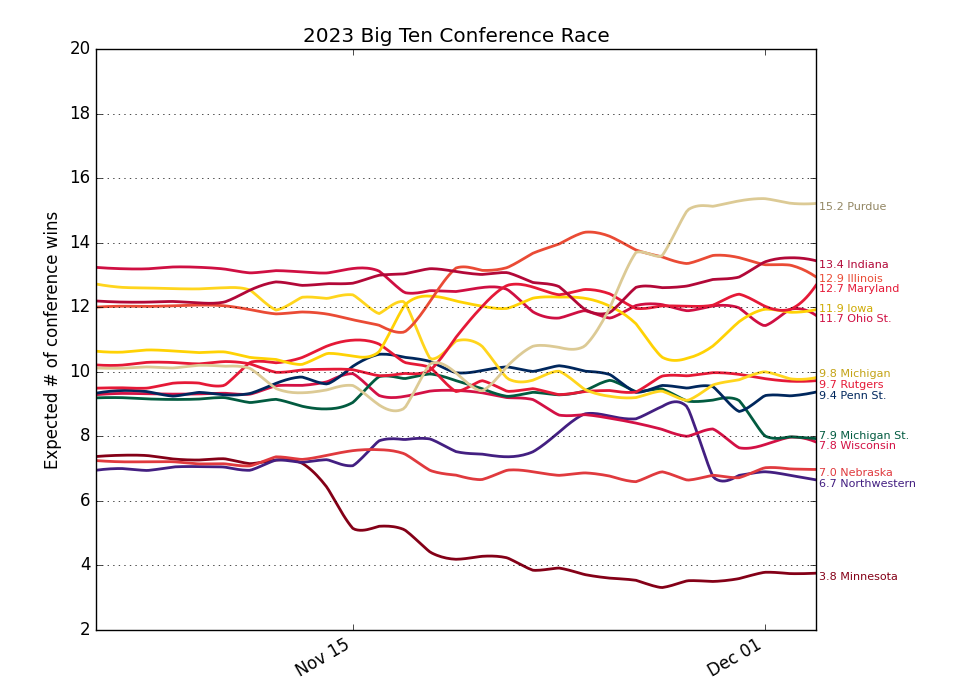 2023 Big Ten Conference Race
Expected # of conference wins
20
18
16
14
12
10
8
6
4
2
Nov 15
Dec 01
15.2 Purdue
13.4 Indiana
12.9 Illinois
12.7 Maryland
11.9 Iowa
11.7 Ohio St.
9.8 Michigan
9.7 Rutgers
9.4 Penn St.
7.9 Michigan St.
7.8 Wisconsin
7.0 Nebraska
6.7 Northwestern
3.8 Minnesota